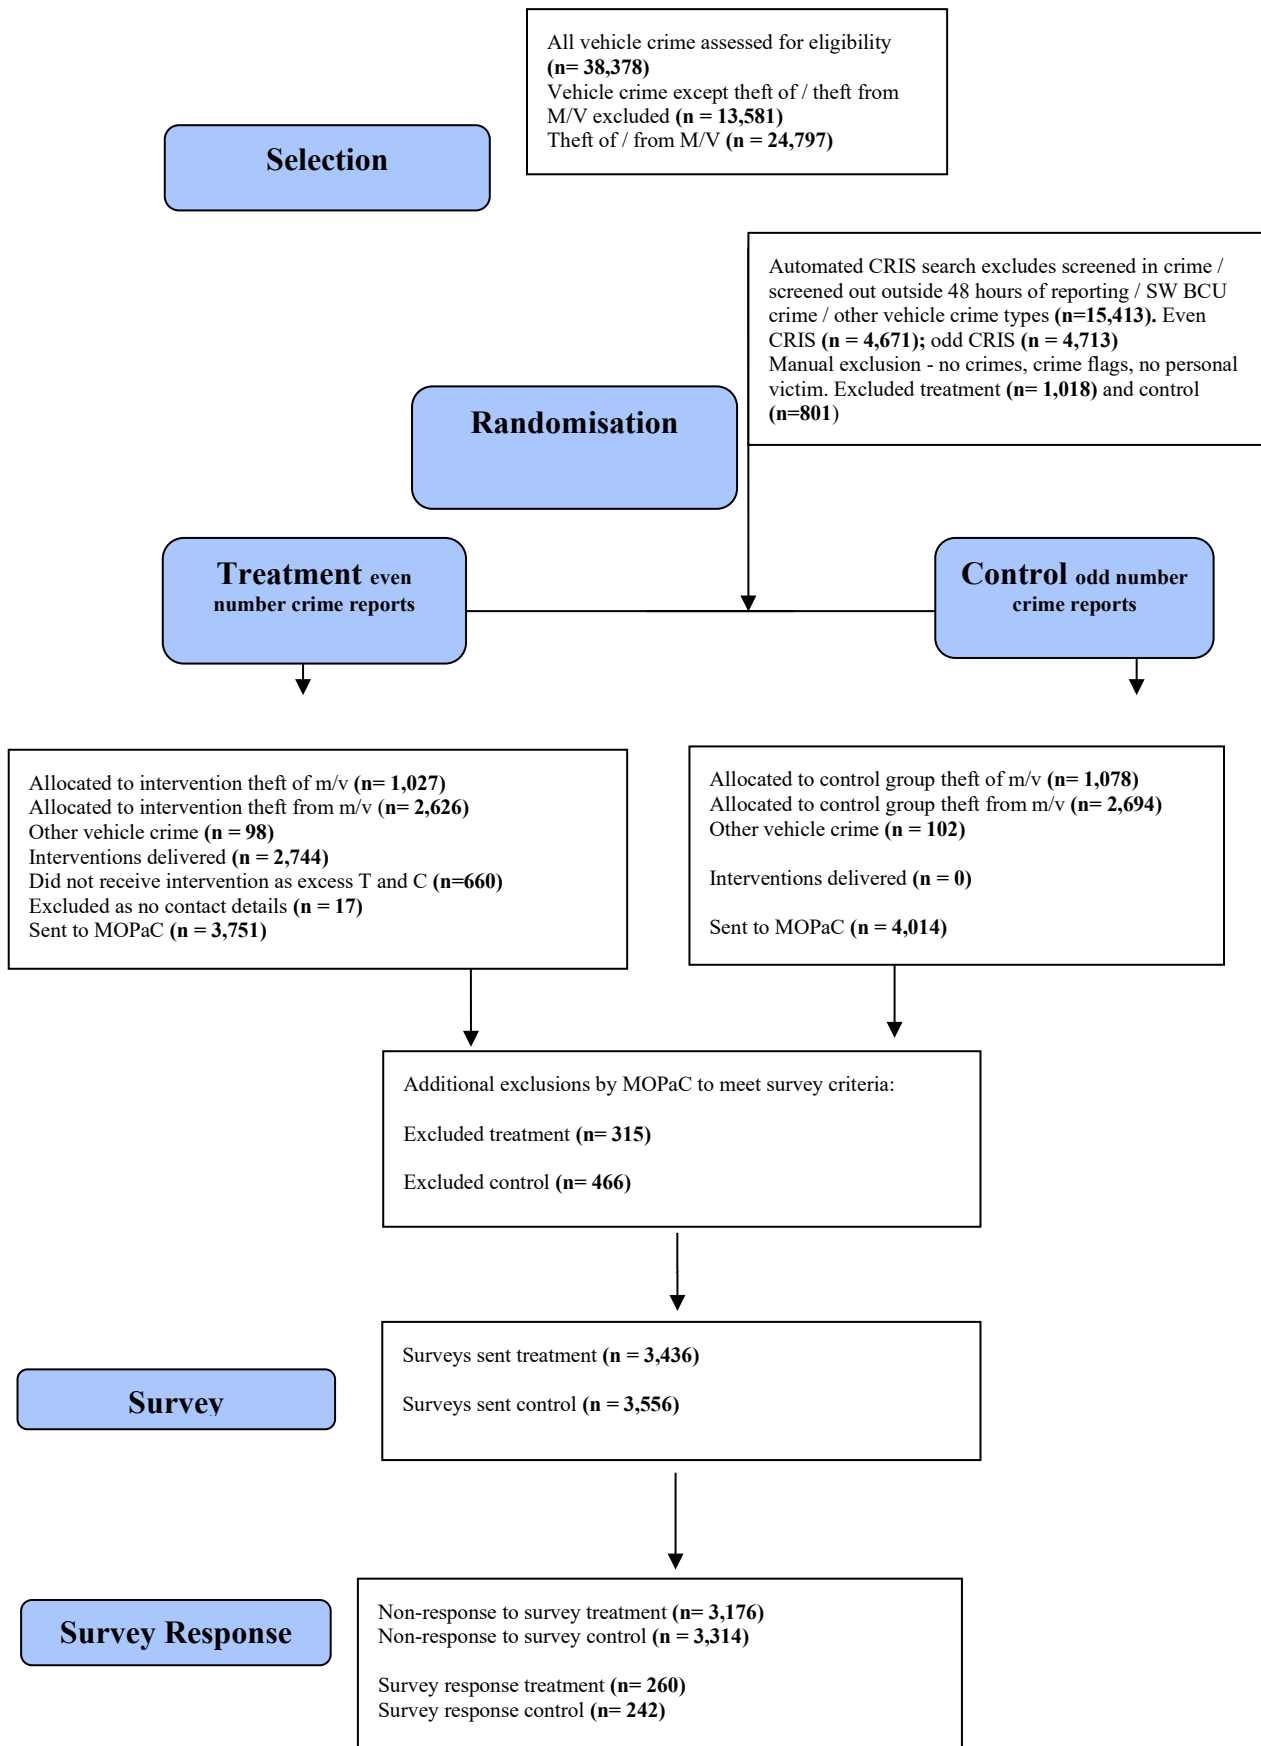 All vehicle crime assessed for eligibility
(n= 38,378)
Vehicle crime except theft of / theft from
M/V excluded (n = 13,581)
Theft of / from M/V (n = 24,797)
Selection
Automated CRIS search excludes screened in crime /
screened out outside 48 hours of reporting / SW BCU
crime / other vehicle crime types (n=15,413). Even
CRIS (n = 4,671); odd CRIS (n = 4,713)
Manual exclusion - no crimes, crime flags, no personal
victim. Excluded treatment (n= 1,018) and control
(n=801)
Randomisation
Treatment even
number crime reports
Control odd number
crime reports
Allocated to intervention theft of m/v (n= 1,027)
Allocated to intervention theft from m/v (n= 2,626)
Other vehicle crime (n = 98)
Interventions delivered (n = 2,744)
Did not receive intervention as excess T and C (n=660)
Excluded as no contact details (n = 17)
Sent to MOPaC (n = 3,751)
Allocated to control group theft of m/v (n= 1,078)
Allocated to control group theft from m/v (n= 2,694)
Other vehicle crime (n = 102)
Interventions delivered (n = 0)
Sent to MOPaC (n = 4,014)
Additional exclusions by MOPaC to meet survey criteria:
Excluded treatment (n= 315)
Excluded control (n= 466)
Surveys sent treatment (n = 3,436)
Surveys sent control (n = 3,556)
Survey
Non-response to survey treatment (n= 3,176)
Non-response to survey control (n = 3,314)
Survey response treatment (n= 260)
Survey response control (n= 242)
Survey Response